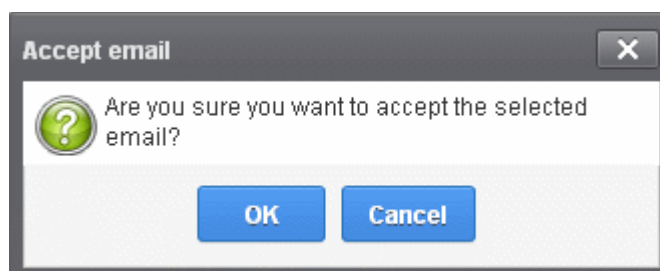 Accept email
Are you sure you want to accept the selected
email?
OK
Cancel